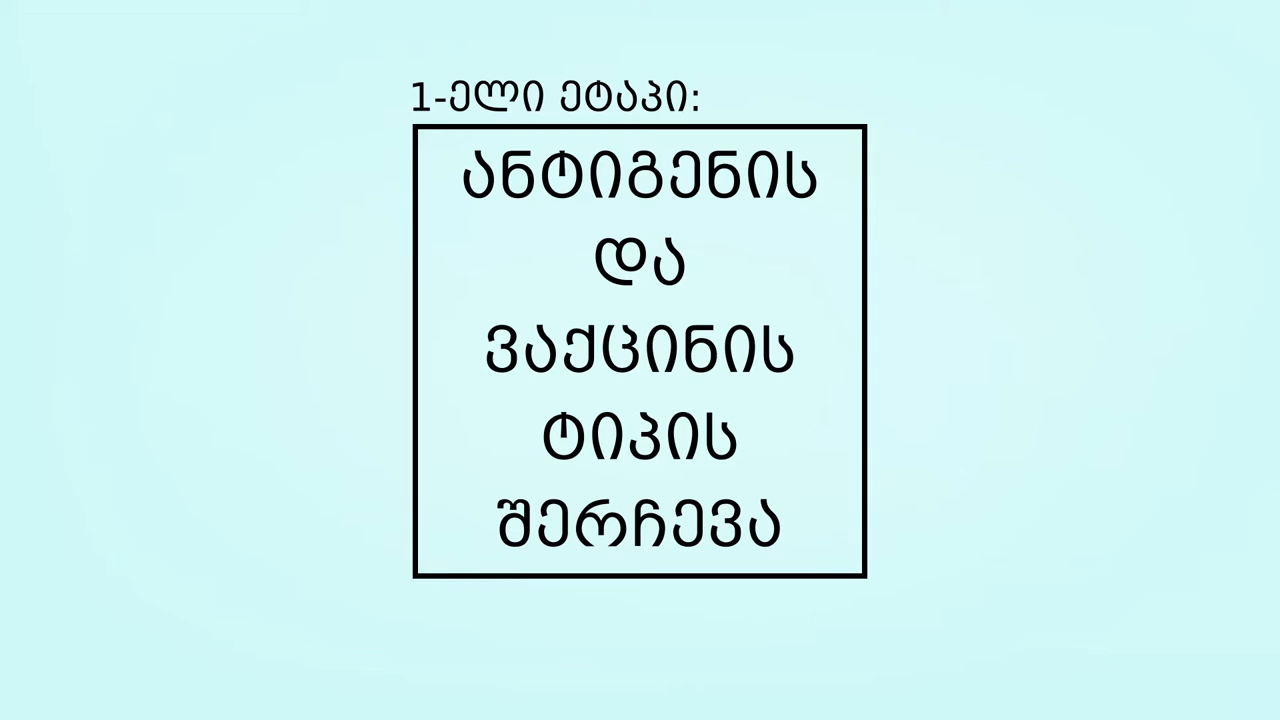 1-ელი ეტაპი:
ანტიგენის
და
ვაქცინის
ტიპის
შერჩევა